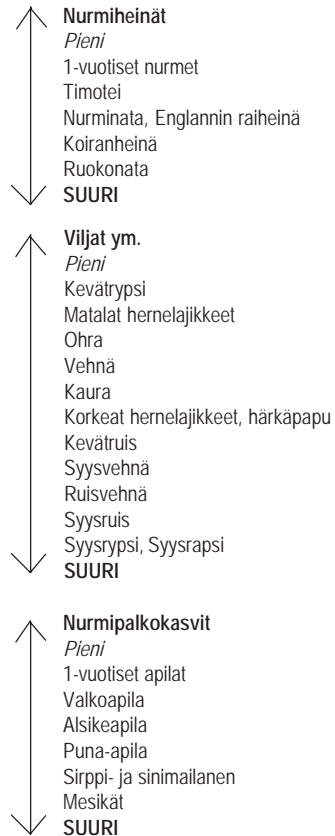 Nurmiheinät
Pieni
1-vuotiset nurmet
Timotei
Nurminata, Englannin raiheinä
Koiranheinä
Ruokonata
SUURI
Viljat ym.
Pieni
Kevätrypsi
Matalat hernelajikkeet
Ohra
Vehnä
Kaura
Korkeat hernelajikkeet, härkäpapu
Kevätruis
Syysvehnä
Ruisvehnä
Syysruis
Syysrypsi, Syysrapsi
SUURI
Nurmipalkokasvit
Pieni
1-vuotiset apilat
Valkoapila
Alsikeapila
Puna-apila
Sirppi- ja sinimailanen
Mesikät
SUURI